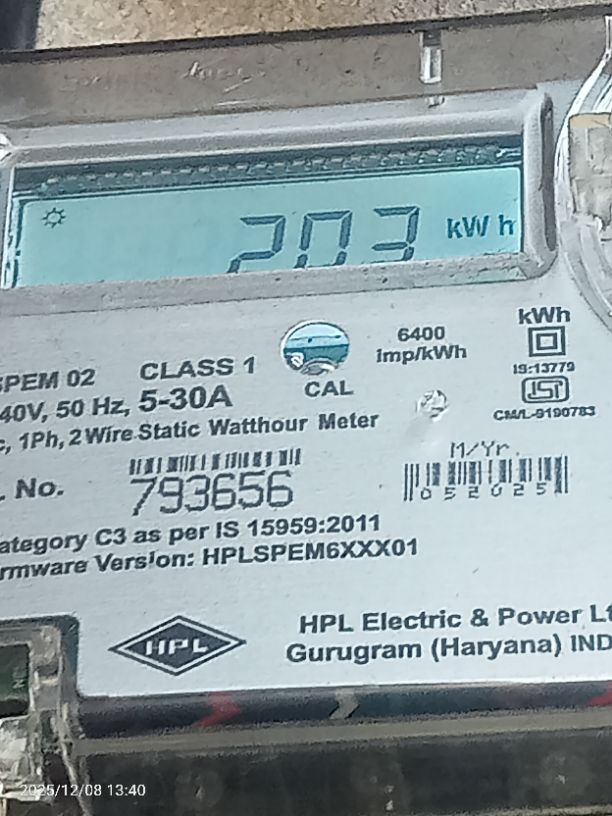 203 kWh
kWh
6400
Imp/kWh
IS:13779
SPEM 02 CLASS 1
CAL
CM/L-9190783
40V, 50 Hz, 5-30A
, 1Ph, 2 Wire Static Watthour Meter
M/Yr.
. No. 793656
052025
ategory C3 as per IS 15959:2011
rmware Version: HPLSPEM6XXX01
HPL
HPL Electric & Power Lt
Gurugram (Haryana) IND
2025/12/08 13:40